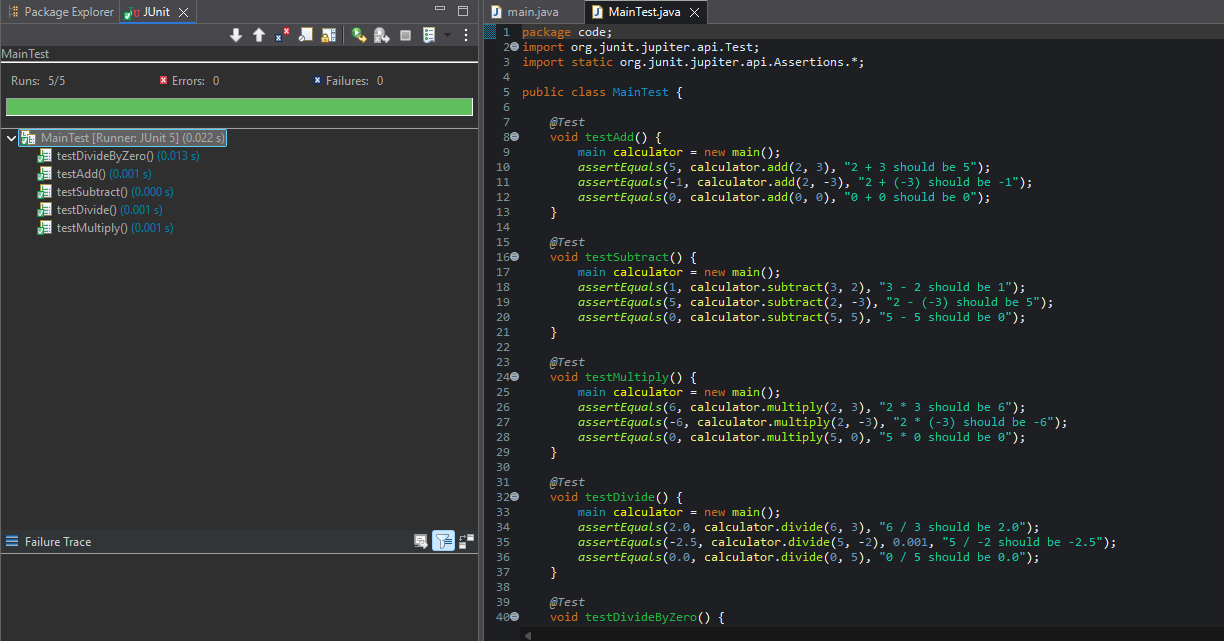 Package Explorer JUnit
MainTest
Runs: 5/5 Errors: 0 Failures: 0
MainTest [Runner: JUnit 5] (0.022 s)
testDivideByZero() (0.013 s)
testAdd() (0.001 s)
testSubtract() (0.000 s)
testDivide() (0.001 s)
testMultiply() (0.001 s)
Failure Trace
main.java MainTest.java
1 package code;
2 import org.junit.jupiter.api.Test;
3 import static org.junit.jupiter.api.Assertions.*;
4
5 public class MainTest {
6
7     @Test
8     void testAdd() {
9         main calculator = new main();
10         assertEquals(5, calculator.add(2, 3), "2 + 3 should be 5");
11         assertEquals(-1, calculator.add(2, -3), "2 + (-3) should be -1");
12         assertEquals(0, calculator.add(0, 0), "0 + 0 should be 0");
13     }
14
15     @Test
16     void testSubtract() {
17         main calculator = new main();
18         assertEquals(1, calculator.subtract(3, 2), "3 - 2 should be 1");
19         assertEquals(5, calculator.subtract(2, -3), "2 - (-3) should be 5");
20         assertEquals(0, calculator.subtract(5, 5), "5 - 5 should be 0");
21     }
22
23     @Test
24     void testMultiply() {
25         main calculator = new main();
26         assertEquals(6, calculator.multiply(2, 3), "2 * 3 should be 6");
27         assertEquals(-6, calculator.multiply(2, -3), "2 * (-3) should be -6");
28         assertEquals(0, calculator.multiply(5, 0), "5 * 0 should be 0");
29     }
30
31     @Test
32     void testDivide() {
33         main calculator = new main();
34         assertEquals(2.0, calculator.divide(6, 3), "6 / 3 should be 2.0");
35         assertEquals(-2.5, calculator.divide(5, -2), 0.001, "5 / -2 should be -2.5");
36         assertEquals(0.0, calculator.divide(0, 5), "0 / 5 should be 0.0");
37     }
38
39     @Test
40     void testDivideByZero() {